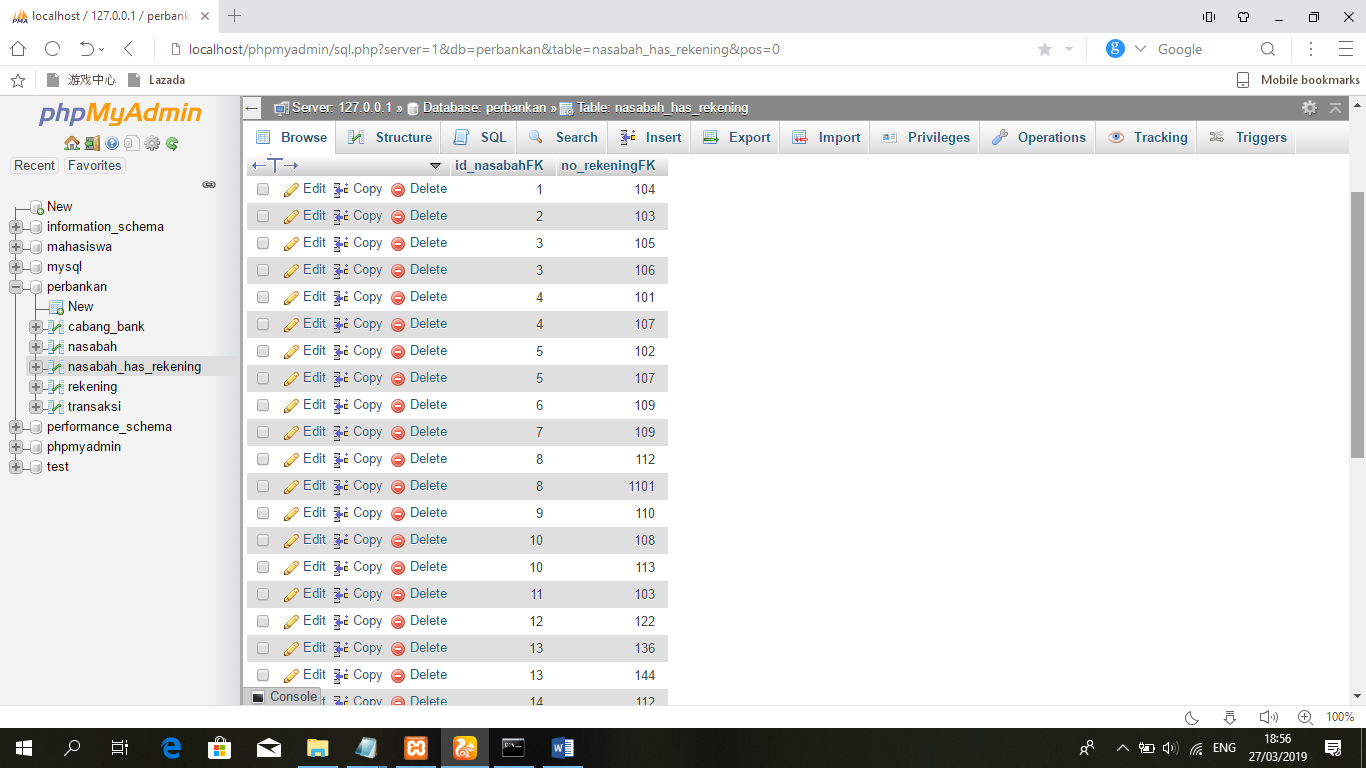 localhost / 127.0.0.1 / perbank
localhost/phpmyadmin/sql.php?server=1&db=perbankan&table=nasabah_has_rekening&pos=0
Google
游戏中心 Lazada Mobile bookmarks
phpMyAdmin
Recent Favorites
New
information_schema
mahasiswa
mysql
perbankan
New
cabang_bank
nasabah
nasabah_has_rekening
rekening
transaksi
performance_schema
phpmyadmin
test
Server: 127.0.0.1 » Database: perbankan » Table: nasabah_has_rekening
Browse Structure SQL Search Insert Export Import Privileges Operations Tracking Triggers
id_nasabahFK no_rekeningFK
Edit Copy Delete 1 104
Edit Copy Delete 2 103
Edit Copy Delete 3 105
Edit Copy Delete 3 106
Edit Copy Delete 4 101
Edit Copy Delete 4 107
Edit Copy Delete 5 102
Edit Copy Delete 5 107
Edit Copy Delete 6 109
Edit Copy Delete 7 109
Edit Copy Delete 8 112
Edit Copy Delete 8 1101
Edit Copy Delete 9 110
Edit Copy Delete 10 108
Edit Copy Delete 10 113
Edit Copy Delete 11 103
Edit Copy Delete 12 122
Edit Copy Delete 13 136
Edit Copy Delete 13 144
Copy Delete 14 112
Console
100%
ENG
18:56
27/03/2019